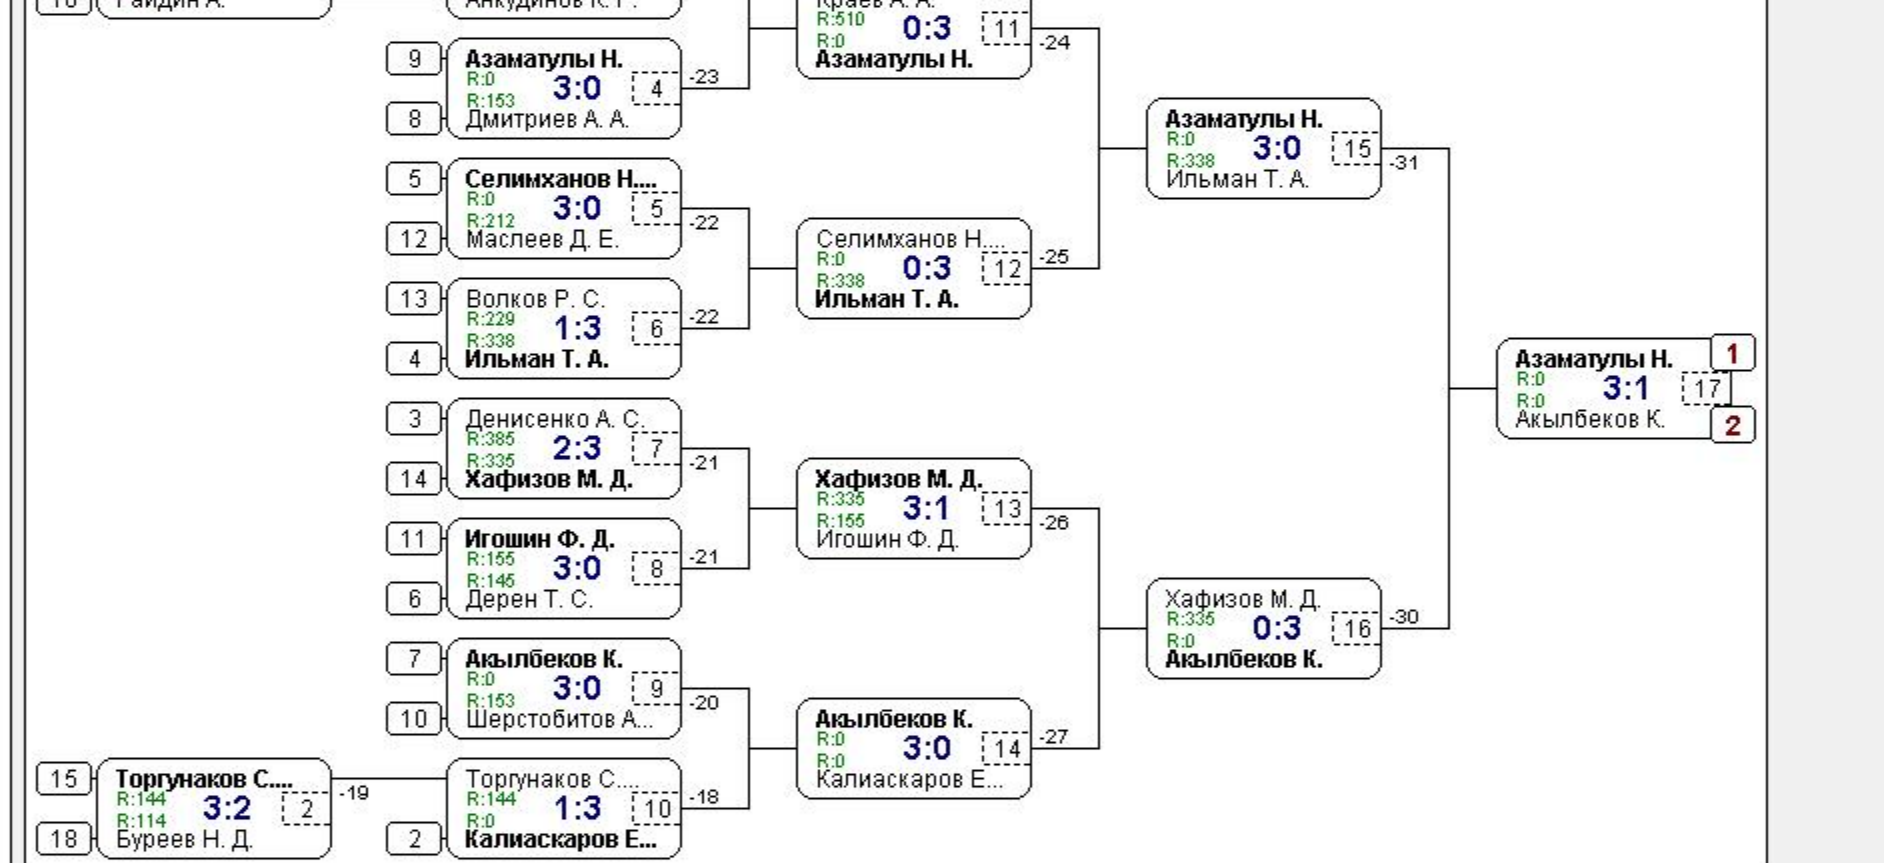 9
Азаматулы Н.
R:0
3:0
4
-23
R:153
8
Дмитриев А. А.
5
Селимханов Н....
R:0
3:0
5
-22
R:212
12
Маслеев Д. Е.
13
Волков Р. С.
R:229
1:3
6
-22
R:338
4
Ильман Т. А.
3
Денисенко А. С.
R:385
2:3
7
-21
R:335
14
Хафизов М. Д.
11
Игошин Ф. Д.
R:155
3:0
8
-21
R:145
6
Дерен Т. С.
7
Акылбеков К.
R:0
3:0
9
-20
R:153
10
Шерстобитов А...
15
Торгунаков С....
R:144
3:2
2
-19
R:114
18
Буреев Н. Д.
Торгунаков С....
R:144
1:3
10
-18
R:0
2
Калиаскаров Е...
R:510
0:3
11
-24
R:0
Азаматулы Н.
Селимханов Н....
R:0
0:3
12
-25
R:338
Ильман Т. А.
Хафизов М. Д.
R:335
3:1
13
-26
R:155
Игошин Ф. Д.
Акылбеков К.
R:0
3:0
14
-27
R:0
Калиаскаров Е...
Азаматулы Н.
R:0
3:0
15
-31
R:338
Ильман Т. А.
Хафизов М. Д.
R:335
0:3
16
-30
R:0
Акылбеков К.
Азаматулы Н.
1
R:0
3:1
17
R:0
Акылбеков К.
2